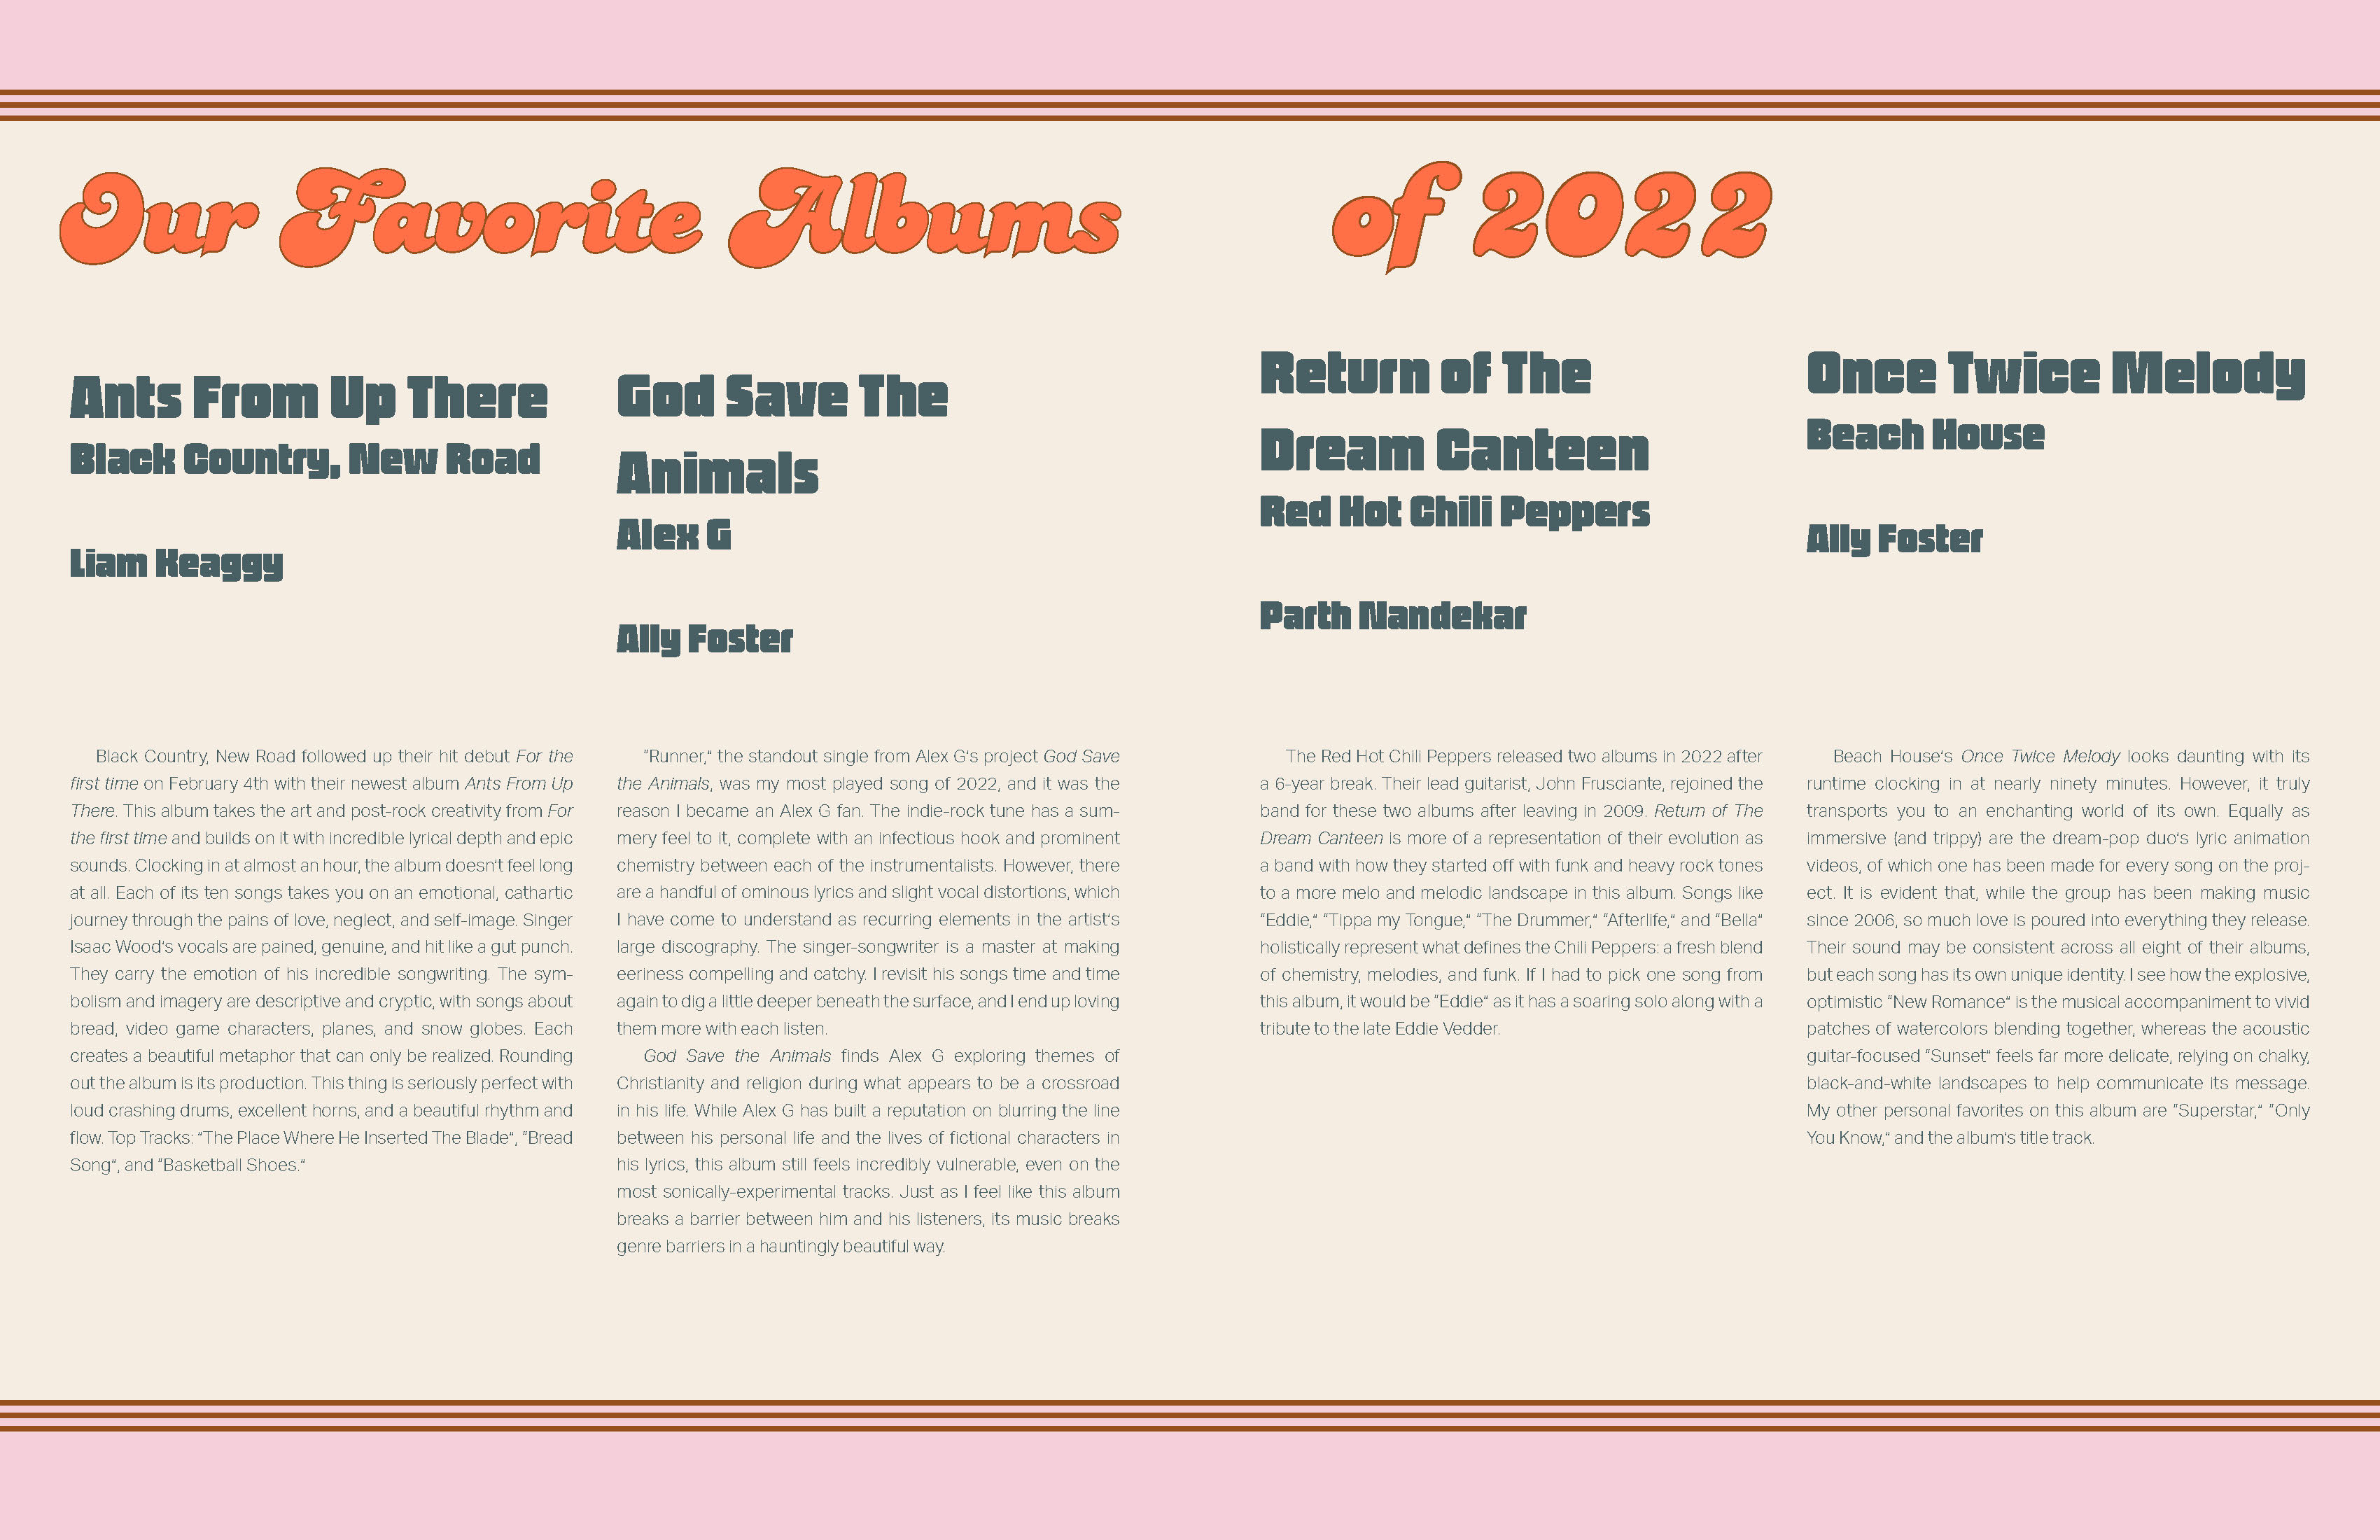 Our Favorite Albums of 2022
Ants From Up There
Black Country, New Road
Liam Keaggy
Black Country, New Road followed up their hit debut For the
first time on February 4th with their newest album Ants From Up
There. This album takes the art and post-rock creativity from For
the first time and builds on it with incredible lyrical depth and epic
sounds. Clocking in at almost an hour, the album doesn't feel long
at all. Each of its ten songs takes you on an emotional, cathartic
journey through the pains of love, neglect, and self-image. Singer
Isaac Wood's vocals are pained, genuine, and hit like a gut punch.
They carry the emotion of his incredible songwriting. The sym-
bolism and imagery are descriptive and cryptic, with songs about
bread, video game characters, planes, and snow globes. Each
creates a beautiful metaphor that can only be realized. Rounding
out the album is its production. This thing is seriously perfect with
loud crashing drums, excellent horns, and a beautiful rhythm and
flow. Top Tracks: "The Place Where He Inserted The Blade", "Bread
Song", and "Basketball Shoes."
God Save The
Animals
Alex G
Ally Foster
"Runner," the standout single from Alex G's project God Save
the Animals, was my most played song of 2022, and it was the
reason I became an Alex G fan. The indie-rock tune has a sum-
mery feel to it, complete with an infectious hook and prominent
chemistry between each of the instrumentalists. However, there
are a handful of ominous lyrics and slight vocal distortions, which
I have come to understand as recurring elements in the artist's
large discography. The singer-songwriter is a master at making
eeriness compelling and catchy. I revisit his songs time and time
again to dig a little deeper beneath the surface, and I end up loving
them more with each listen.
God Save the Animals finds Alex G exploring themes of
Christianity and religion during what appears to be a crossroad
in his life. While Alex G has built a reputation on blurring the line
between his personal life and the lives of fictional characters in
his lyrics, this album still feels incredibly vulnerable, even on the
most sonically-experimental tracks. Just as I feel like this album
breaks a barrier between him and his listeners, its music breaks
genre barriers in a hauntingly beautiful way.
Return of The
Dream Canteen
Red Hot Chili Peppers
Parth Nandekar
The Red Hot Chili Peppers released two albums in 2022 after
a 6-year break. Their lead guitarist, John Frusciante, rejoined the
band for these two albums after leaving in 2009. Return of The
Dream Canteen is more of a representation of their evolution as
a band with how they started off with funk and heavy rock tones
to a more melo and melodic landscape in this album. Songs like
"Eddie," "Tippa my Tongue," "The Drummer," "Afterlife," and "Bella"
holistically represent what defines the Chili Peppers: a fresh blend
of chemistry, melodies, and funk. If I had to pick one song from
this album, it would be "Eddie" as it has a soaring solo along with a
tribute to the late Eddie Vedder.
Once Twice Melody
Beach House
Ally Foster
Beach House's Once Twice Melody looks daunting with its
runtime clocking in at nearly ninety minutes. However, it truly
transports you to an enchanting world of its own. Equally as
immersive (and trippy) are the dream-pop duo's lyric animation
videos, of which one has been made for every song on the proj-
ect. It is evident that, while the group has been making music
since 2006, so much love is poured into everything they release.
Their sound may be consistent across all eight of their albums,
but each song has its own unique identity. I see how the explosive,
optimistic "New Romance" is the musical accompaniment to vivid
patches of watercolors blending together, whereas the acoustic
guitar-focused "Sunset" feels far more delicate, relying on chalky,
black-and-white landscapes to help communicate its message.
My other personal favorites on this album are "Superstar," "Only
You Know," and the album's title track.